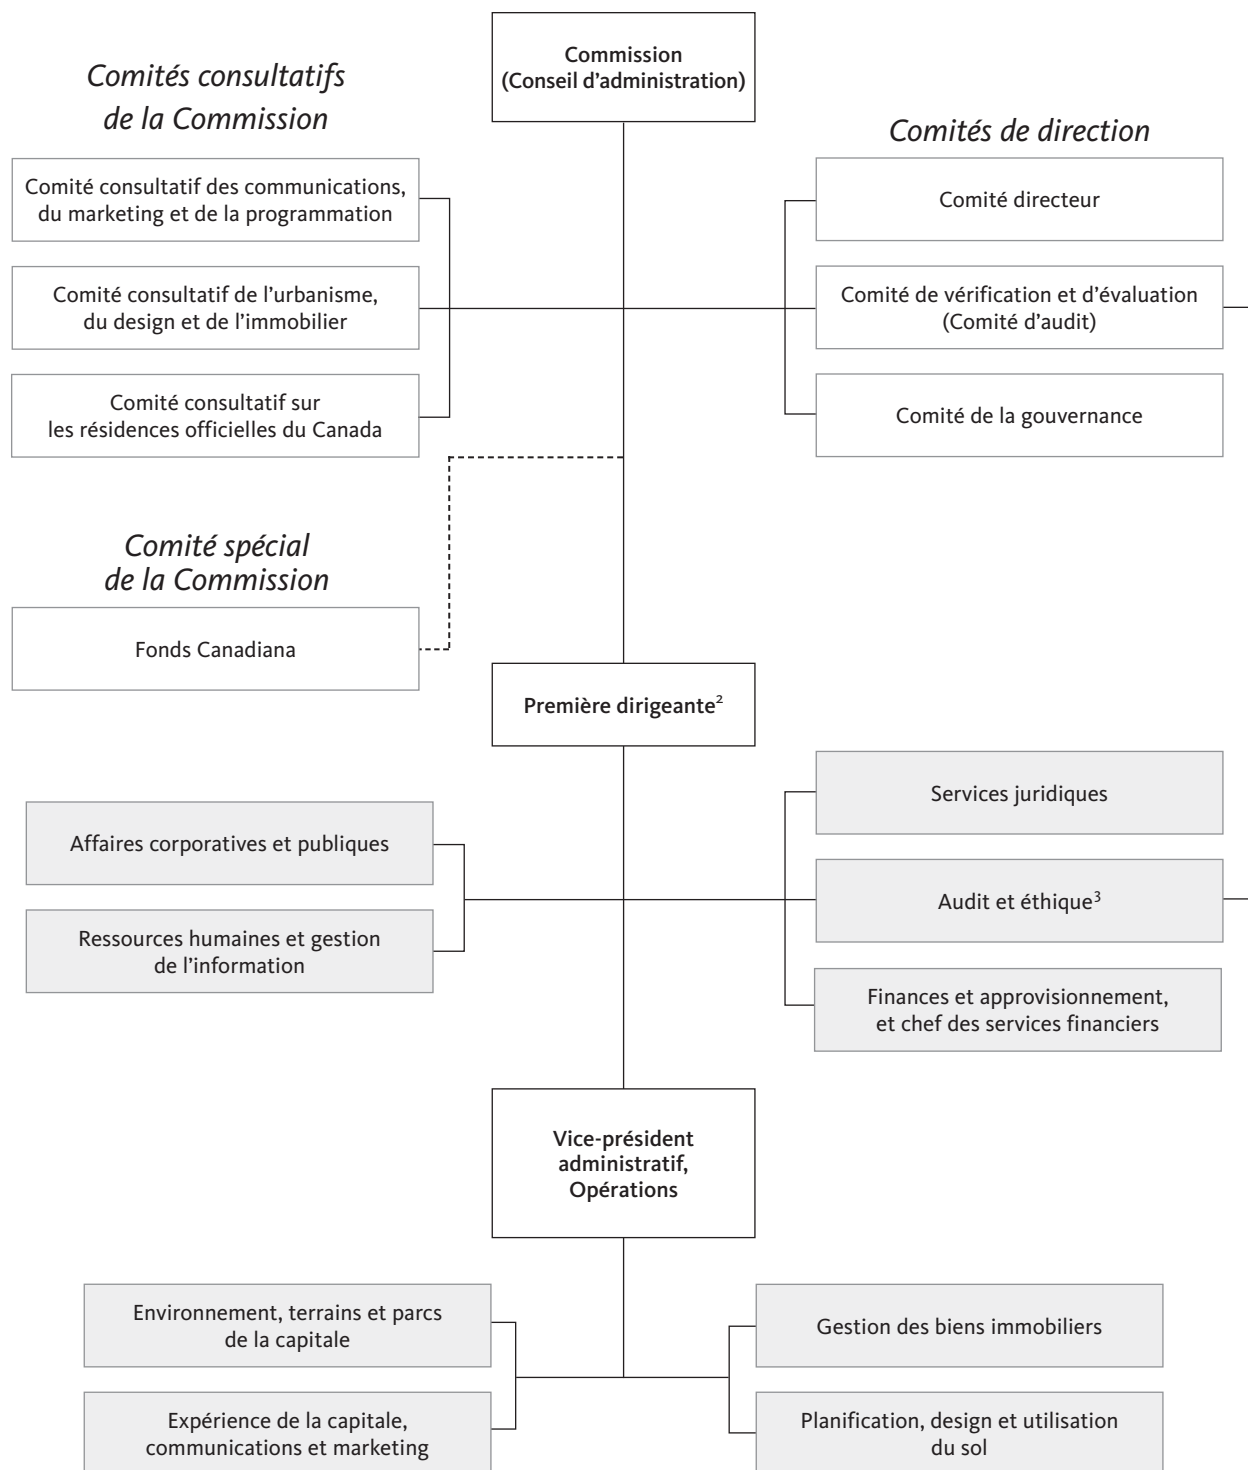 Commission
(Conseil d'administration)
Comités consultatifs
de la Commission
Comité consultatif des communications,
du marketing et de la programmation
Comité consultatif de l'urbanisme,
du design et de l'immobilier
Comité consultatif sur
les résidences officielles du Canada
Comités de direction
Comité directeur
Comité de vérification et d'évaluation
(Comité d'audit)
Comité de la gouvernance
Comité spécial
de la Commission
Fonds Canadiana
Première dirigeante²
Affaires corporatives et publiques
Ressources humaines et gestion
de l'information
Services juridiques
Audit et éthique³
Finances et approvisionnement,
et chef des services financiers
Vice-président
administratif,
Opérations
Environnement, terrains et parcs
de la capitale
Expérience de la capitale,
communications et marketing
Gestion des biens immobiliers
Planification, design et utilisation
du sol